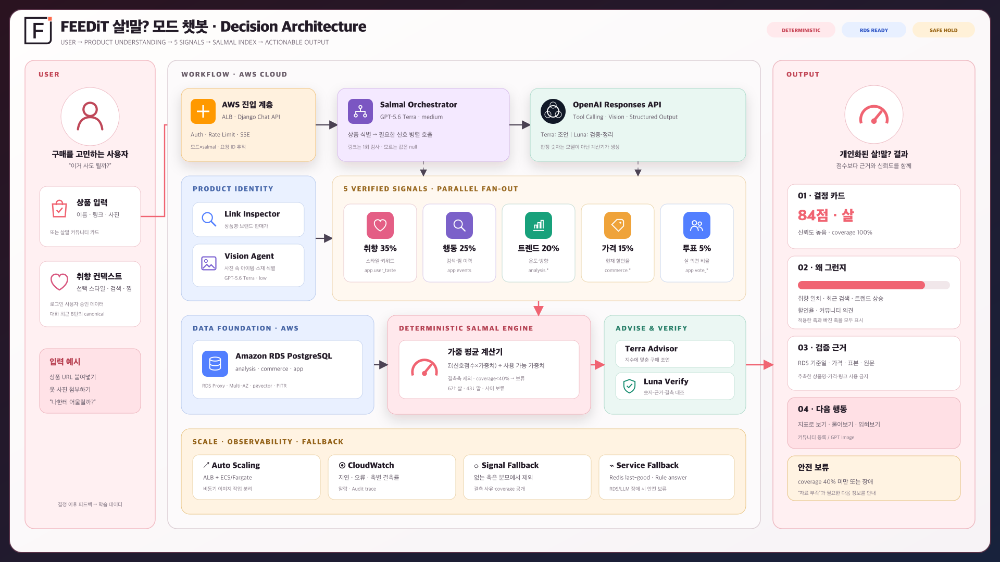 F
FEEDiT 살!말? 모드 챗봇 · Decision Architecture
USER → PRODUCT UNDERSTANDING → 5 SIGNALS → SALMAL INDEX → ACTIONABLE OUTPUT
DETERMINISTIC
RDS READY
SAFE HOLD
USER
구매를 고민하는 사용자
“이거 사도 될까?”
상품 입력
이름 · 링크 · 사진
또는 살말 커뮤니티 카드
취향 컨텍스트
선택 스타일 · 검색 · 찜
로그인 사용자 승인 데이터
대화 최근 8턴의 canonical
입력 예시
상품 URL 붙여넣기
옷 사진 첨부하기
“나한테 어울릴까?”
결정 이후 피드백 → 학습 데이터
WORKFLOW · AWS CLOUD
AWS 진입 계층
ALB · Django Chat API
Auth · Rate Limit · SSE
모드=salmal · 요청 ID 추적
Salmal Orchestrator
GPT-5.6 Terra · medium
상품 식별 → 필요한 신호 병렬 호출
링크는 1회 검사 · 모르는 값은 null
OpenAI Responses API
Tool Calling · Vision · Structured Output
Terra: 조언 | Luna: 검증·정리
판정 숫자는 모델이 아닌 계산기가 생성
PRODUCT IDENTITY
Link Inspector
상품명·브랜드·판매가
Vision Agent
사진 속 아이템·소재 식별
GPT-5.6 Terra · low
5 VERIFIED SIGNALS · PARALLEL FAN-OUT
취향 35%
스타일·키워드
app.user_taste
행동 25%
검색·찜 이력
app.events
트렌드 20%
온도·방향
analysis.*
가격 15%
현재 할인율
commerce.*
투표 5%
살 의견 비율
app.vote_*
DATA FOUNDATION · AWS
Amazon RDS PostgreSQL
analysis · commerce · app
RDS Proxy · Multi-AZ · pgvector · PITR
DETERMINISTIC SALMAL ENGINE
가중 평균 계산기
Σ(신호점수×가중치) ÷ 사용 가능 가중치
결측축 제외 · coverage<40% → 보류
67↑ 살 · 43↓ 말 · 사이 보류
ADVISE & VERIFY
Terra Advisor
지수에 맞춘 구매 조언
Luna Verify
숫자·근거·결측 대조
SCALE · OBSERVABILITY · FALLBACK
↗ Auto Scaling
ALB + ECS/Fargate
비동기 이미지 작업 분리
⦿ CloudWatch
지연 · 오류 · 축별 결측률
알람 · Audit trace
⟳ Signal Fallback
없는 축은 분모에서 제외
결측 사유·coverage 공개
⌁ Service Fallback
Redis last-good · Rule answer
RDS/LLM 장애 시 안전 보류
OUTPUT
개인화된 살!말? 결과
점수보다 근거와 신뢰도를 함께
01 · 결정 카드
84점 · 살
신뢰도 높음 · coverage 100%
02 · 왜 그런지
취향 일치 · 최근 검색 · 트렌드 상승
할인율 · 커뮤니티 의견
적용한 축과 빠진 축을 모두 표시
03 · 검증 근거
RDS 기준일 · 가격 · 표본 · 원문
추측한 상품명·가격·링크 사용 금지
04 · 다음 행동
지표로 보기 · 물어보기 · 입혀보기
커뮤니티 등록 / GPT Image
안전 보류
coverage 40% 미만 또는 장애
“자료 부족”과 필요한 다음 정보를 안내